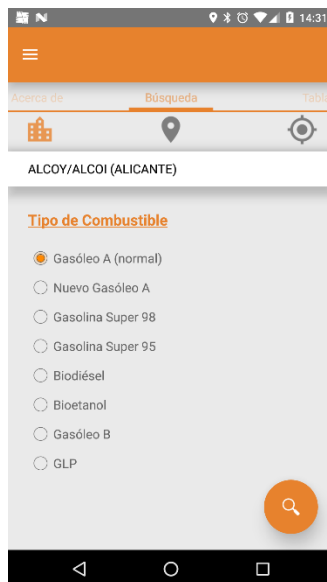 14:31
Acerca de
Búsqueda
Tabl
ALCOY/ALCOI (ALICANTE)
Tipo de Combustible
Gasóleo A (normal)
Nuevo Gasóleo A
Gasolina Super 98
Gasolina Super 95
Biodiésel
Bioetanol
Gasóleo B
GLP